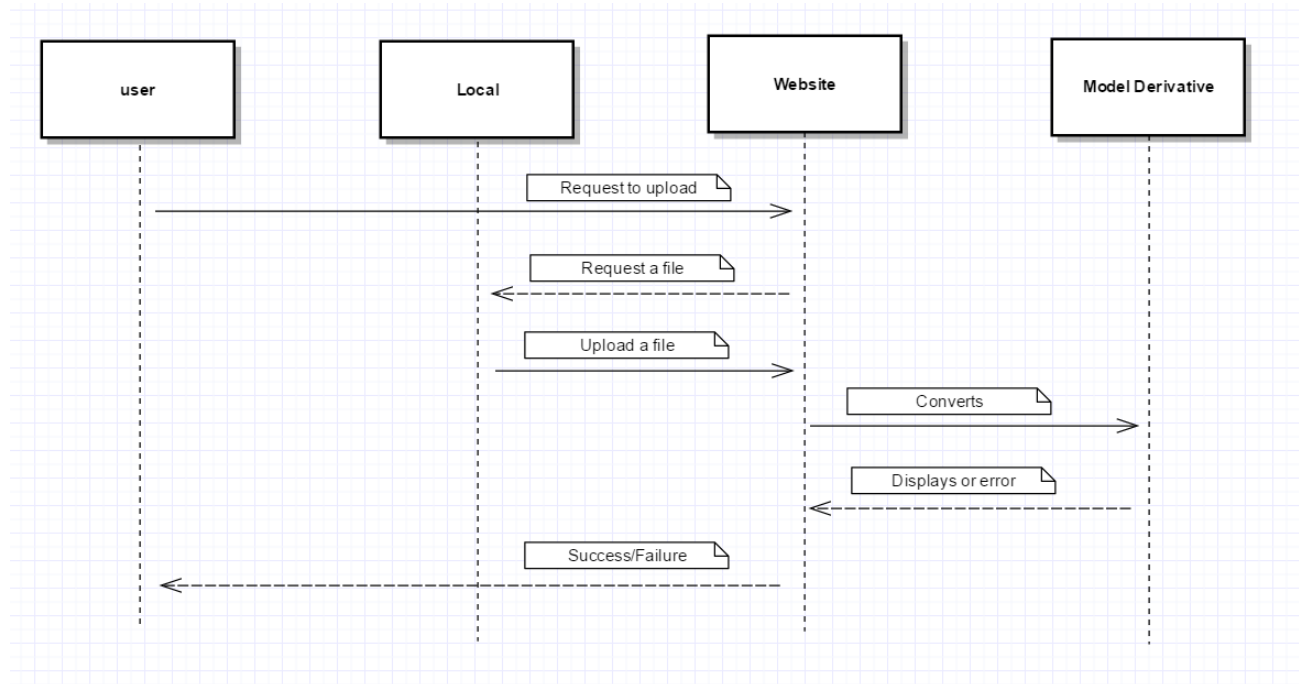 user
Local
Website
Model Derivative
Request to upload
Request a file
Upload a file
Converts
Displays or error
Success/Failure